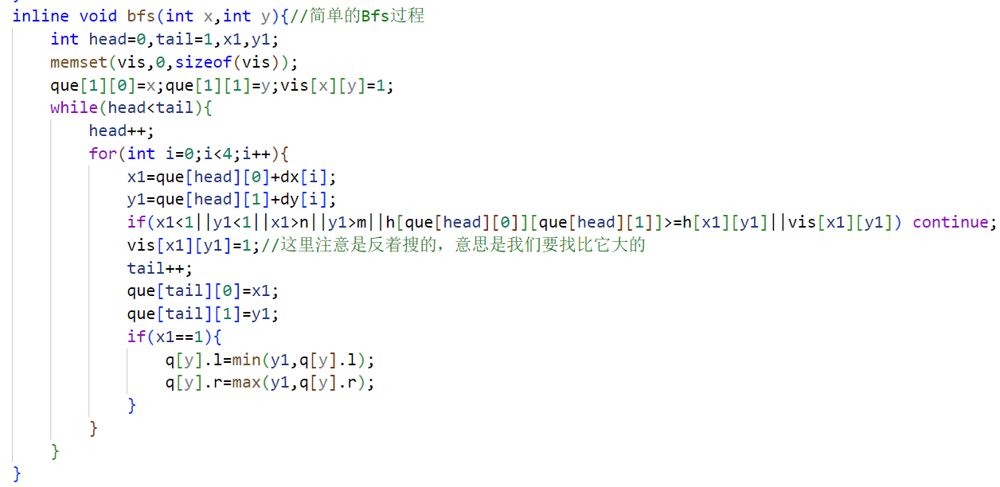 inline void bfs(int x,int y){//简单的Bfs过程
    int head=0,tail=1,x1,y1;
    memset(vis,0,sizeof(vis));
    que[1][0]=x;que[1][1]=y;vis[x][y]=1;
    while(head<tail){
        head++;
        for(int i=0;i<4;i++){
            x1=que[head][0]+dx[i];
            y1=que[head][1]+dy[i];
            if(x1<1||y1<1||x1>n||y1>m||h[que[head][0]][que[head][1]]>=h[x1][y1]||vis[x1][y1]) continue;
            vis[x1][y1]=1;//这里注意是反着搜的，意思是我们要找比它大的
            tail++;
            que[tail][0]=x1;
            que[tail][1]=y1;
            if(x1==1){
                q[y].l=min(y1,q[y].l);
                q[y].r=max(y1,q[y].r);
            }
        }
    }
}